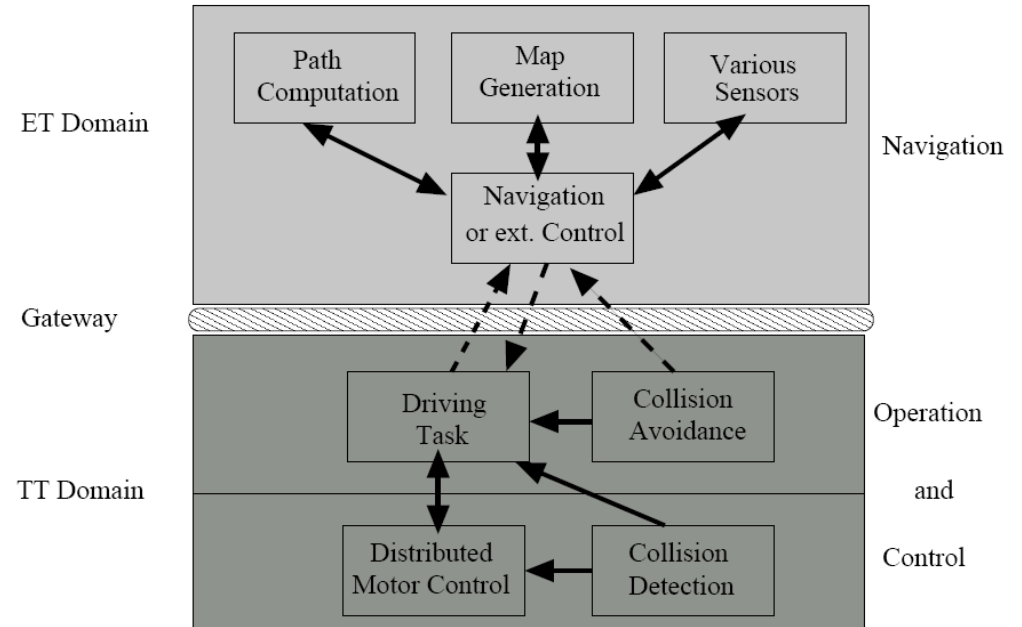 Path
Computation
Map
Generation
Various
Sensors
ET Domain
Navigation
Navigation
or ext. Control
Gateway
Driving
Task
Collision
Avoidance
Operation
TT Domain
and
Distributed
Motor Control
Collision
Detection
Control